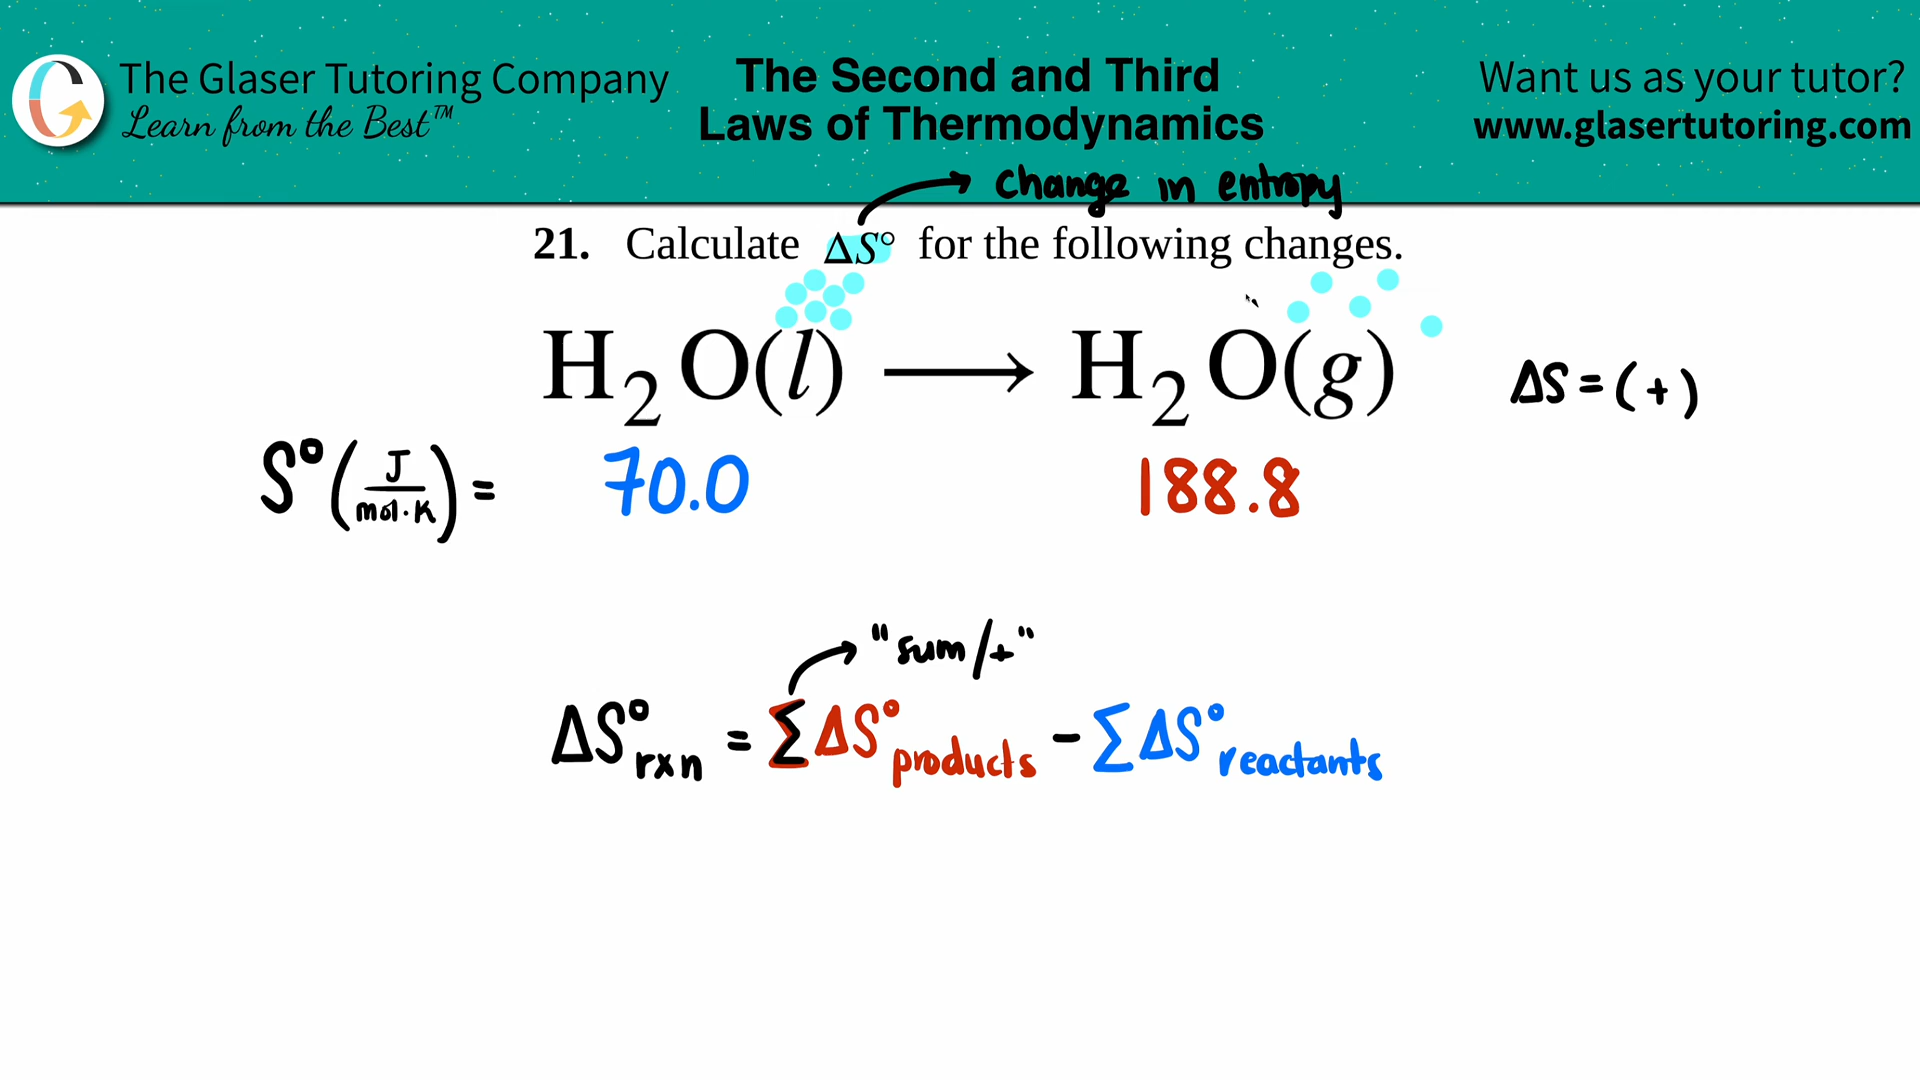 The Glaser Tutoring Company
Learn from the Best™
The Second and Third
Laws of Thermodynamics
Want us as your tutor?
www.glasertutoring.com
change in entropy
21. Calculate ΔS° for the following changes.
H₂O(l) ⟶ H₂O(g)
ΔS = (+)
S° (J/mol·K) = 70.0 188.8
"sum/+"
ΔS°rxn = ΣΔS°products - ΣΔS°reactants